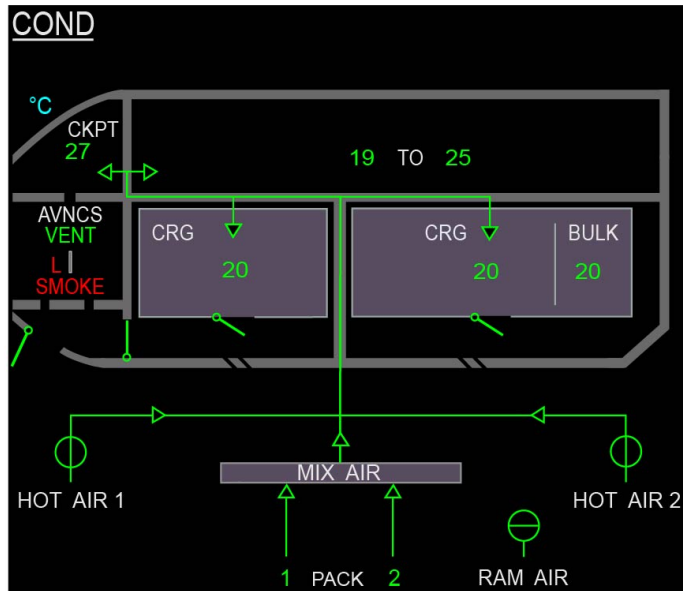 COND
°C
CKPT
27
19 TO 25
AVNCS
VENT
L
SMOKE
CRG
20
CRG
20
BULK
20
HOT AIR 1
MIX AIR
HOT AIR 2
1 PACK 2
RAM AIR